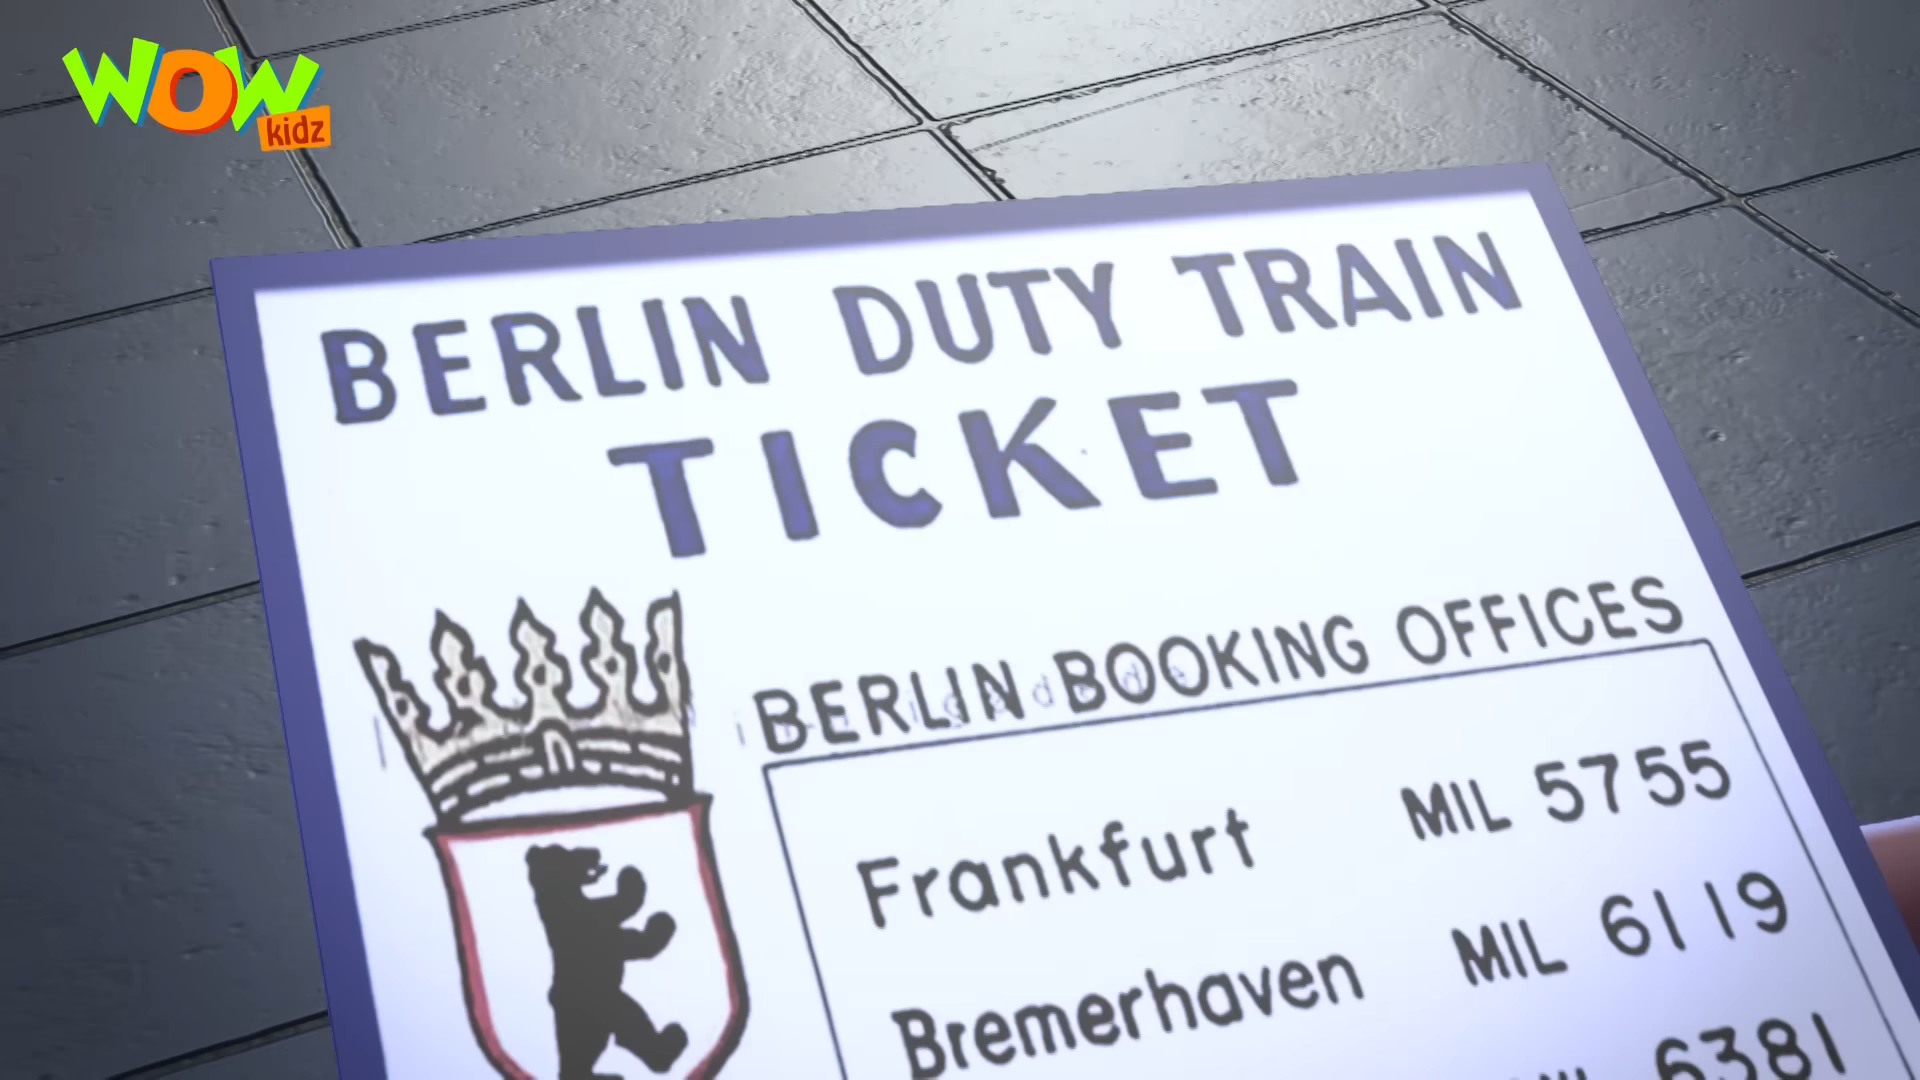 WOW
kidz
BERLIN DUTY TRAIN
TICKET
BERLIN BOOKING OFFICES
Frankfurt MIL 5755
Bremerhaven MIL 6119
6381